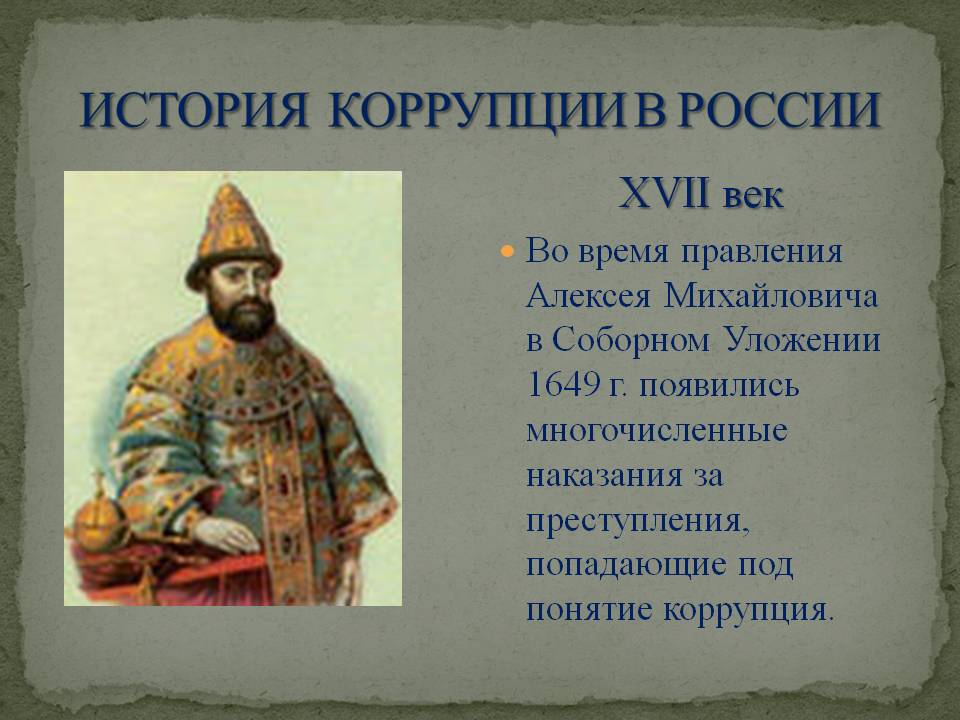 ИСТОРИЯ КОРРУПЦИИ В РОССИИ
XVII век
Во время правления
Алексея Михайловича
в Соборном Уложении
1649 г. появились
многочисленные
наказания за
преступления,
попадающие под
понятие коррупция.